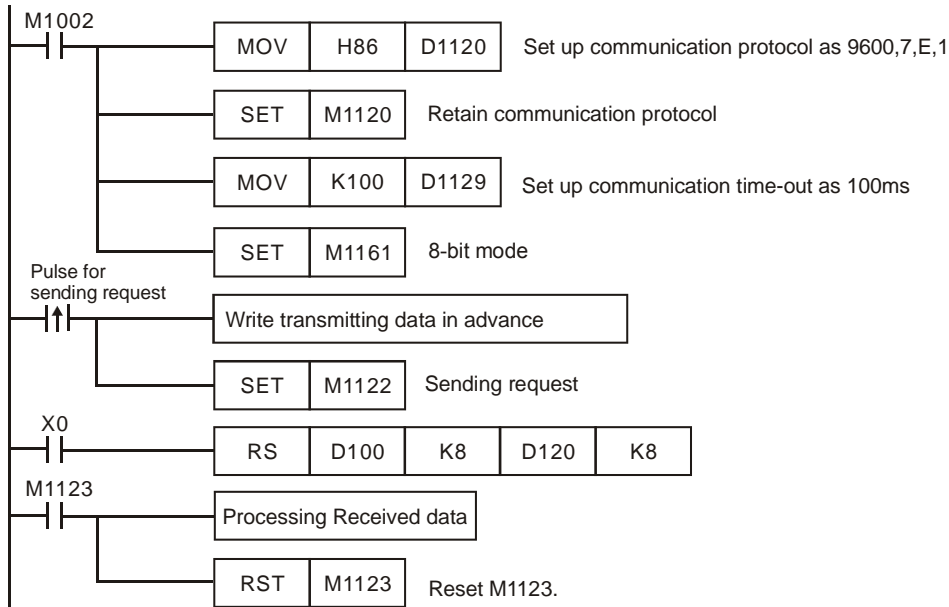 M1002
MOV H86 D1120 Set up communication protocol as 9600,7,E,1
SET M1120 Retain communication protocol
MOV K100 D1129 Set up communication time-out as 100ms
SET M1161 8-bit mode
Pulse for
sending request
Write transmitting data in advance
SET M1122 Sending request
X0
RS D100 K8 D120 K8
M1123
Processing Received data
RST M1123 Reset M1123.